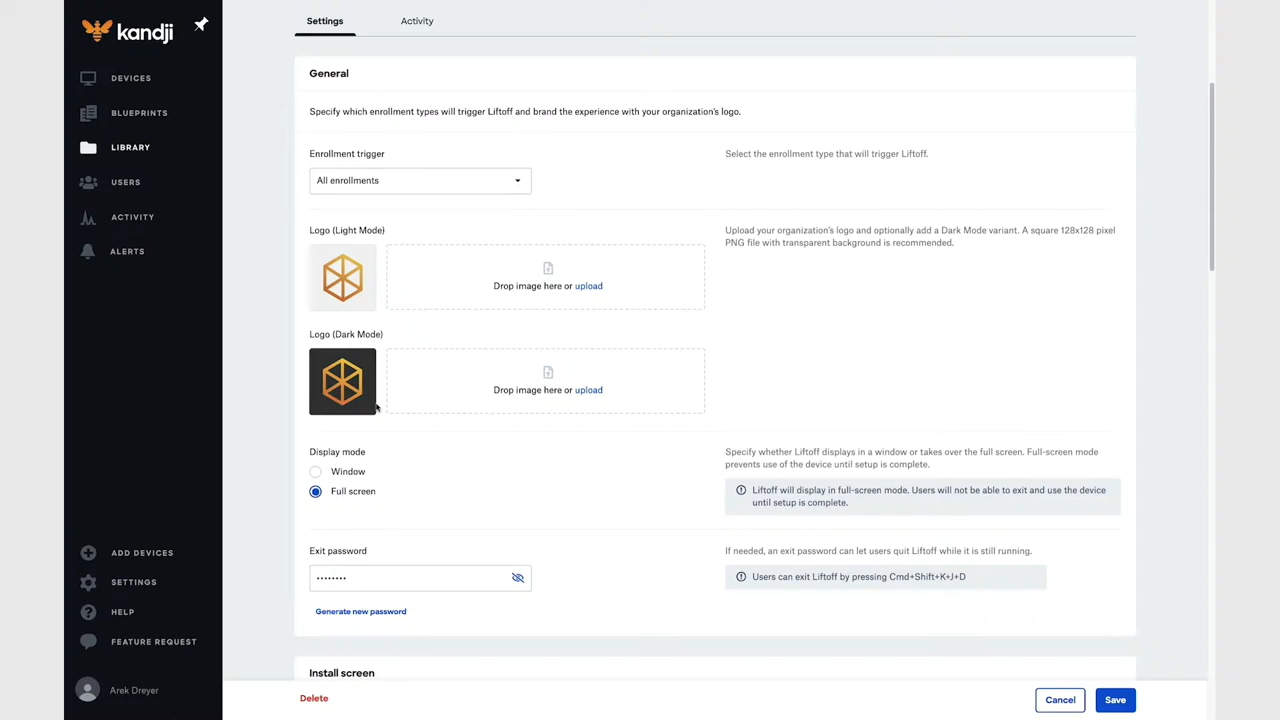 kandji
DEVICES
BLUEPRINTS
LIBRARY
USERS
ACTIVITY
ALERTS
ADD DEVICES
SETTINGS
HELP
FEATURE REQUEST
Arek Dreyer
Settings
Activity
General
Specify which enrollment types will trigger Liftoff and brand the experience with your organization's logo.
Enrollment trigger
All enrollments
Select the enrollment type that will trigger Liftoff.
Logo (Light Mode)
Drop image here or upload
Upload your organization's logo and optionally add a Dark Mode variant. A square 128x128 pixel
PNG file with transparent background is recommended.
Logo (Dark Mode)
Drop image here or upload
Display mode
Window
Full screen
Specify whether Liftoff displays in a window or takes over the full screen. Full-screen mode
prevents use of the device until setup is complete.
Liftoff will display in full-screen mode. Users will not be able to exit and use the device
until setup is complete.
Exit password
••••••••
Generate new password
If needed, an exit password can let users quit Liftoff while it is still running.
Users can exit Liftoff by pressing Cmd+Shift+K+J+D
Install screen
Delete
Cancel
Save